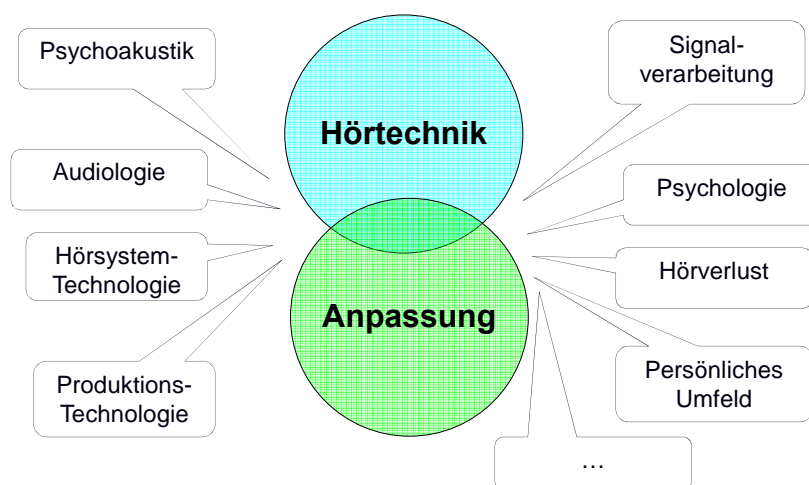 Psychoakustik
Signal-
verarbeitung
Hörtechnik
Audiologie
Psychologie
Hörsystem-
Technologie
Hörverlust
Anpassung
Produktions-
Technologie
Persönliches
Umfeld
…